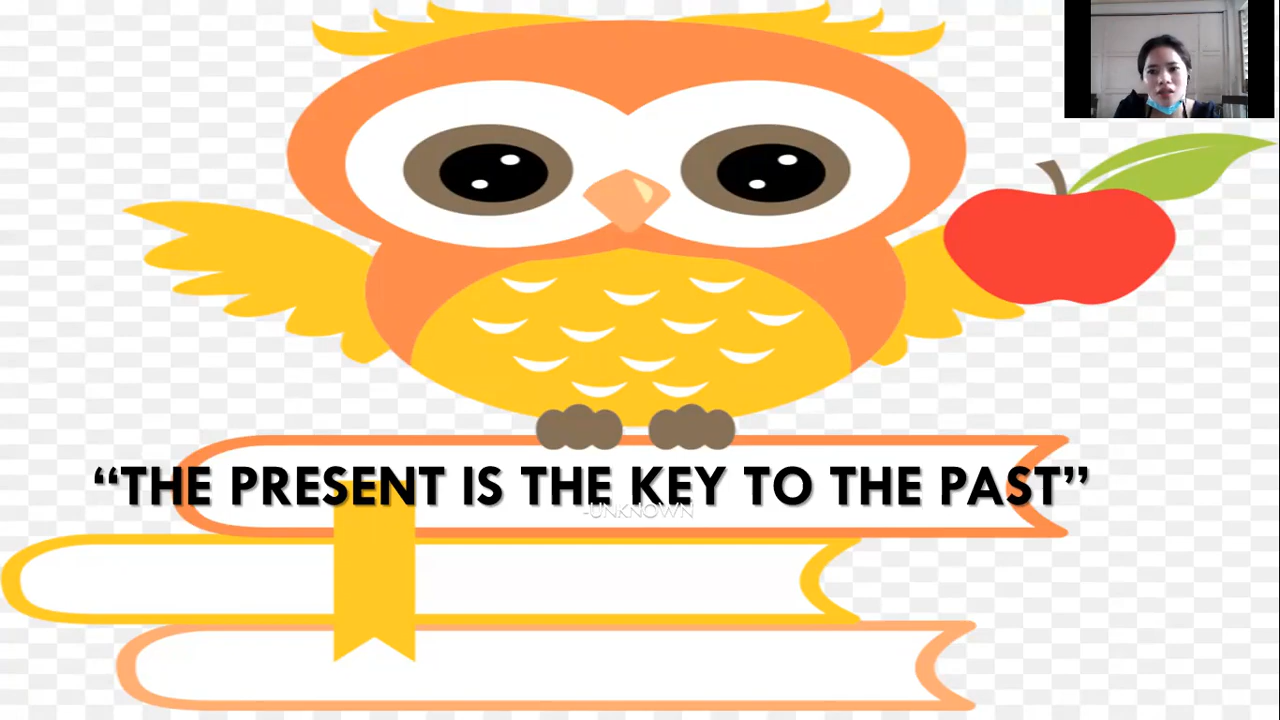 “THE PRESENT IS THE KEY TO THE PAST”
-UNKNOWN